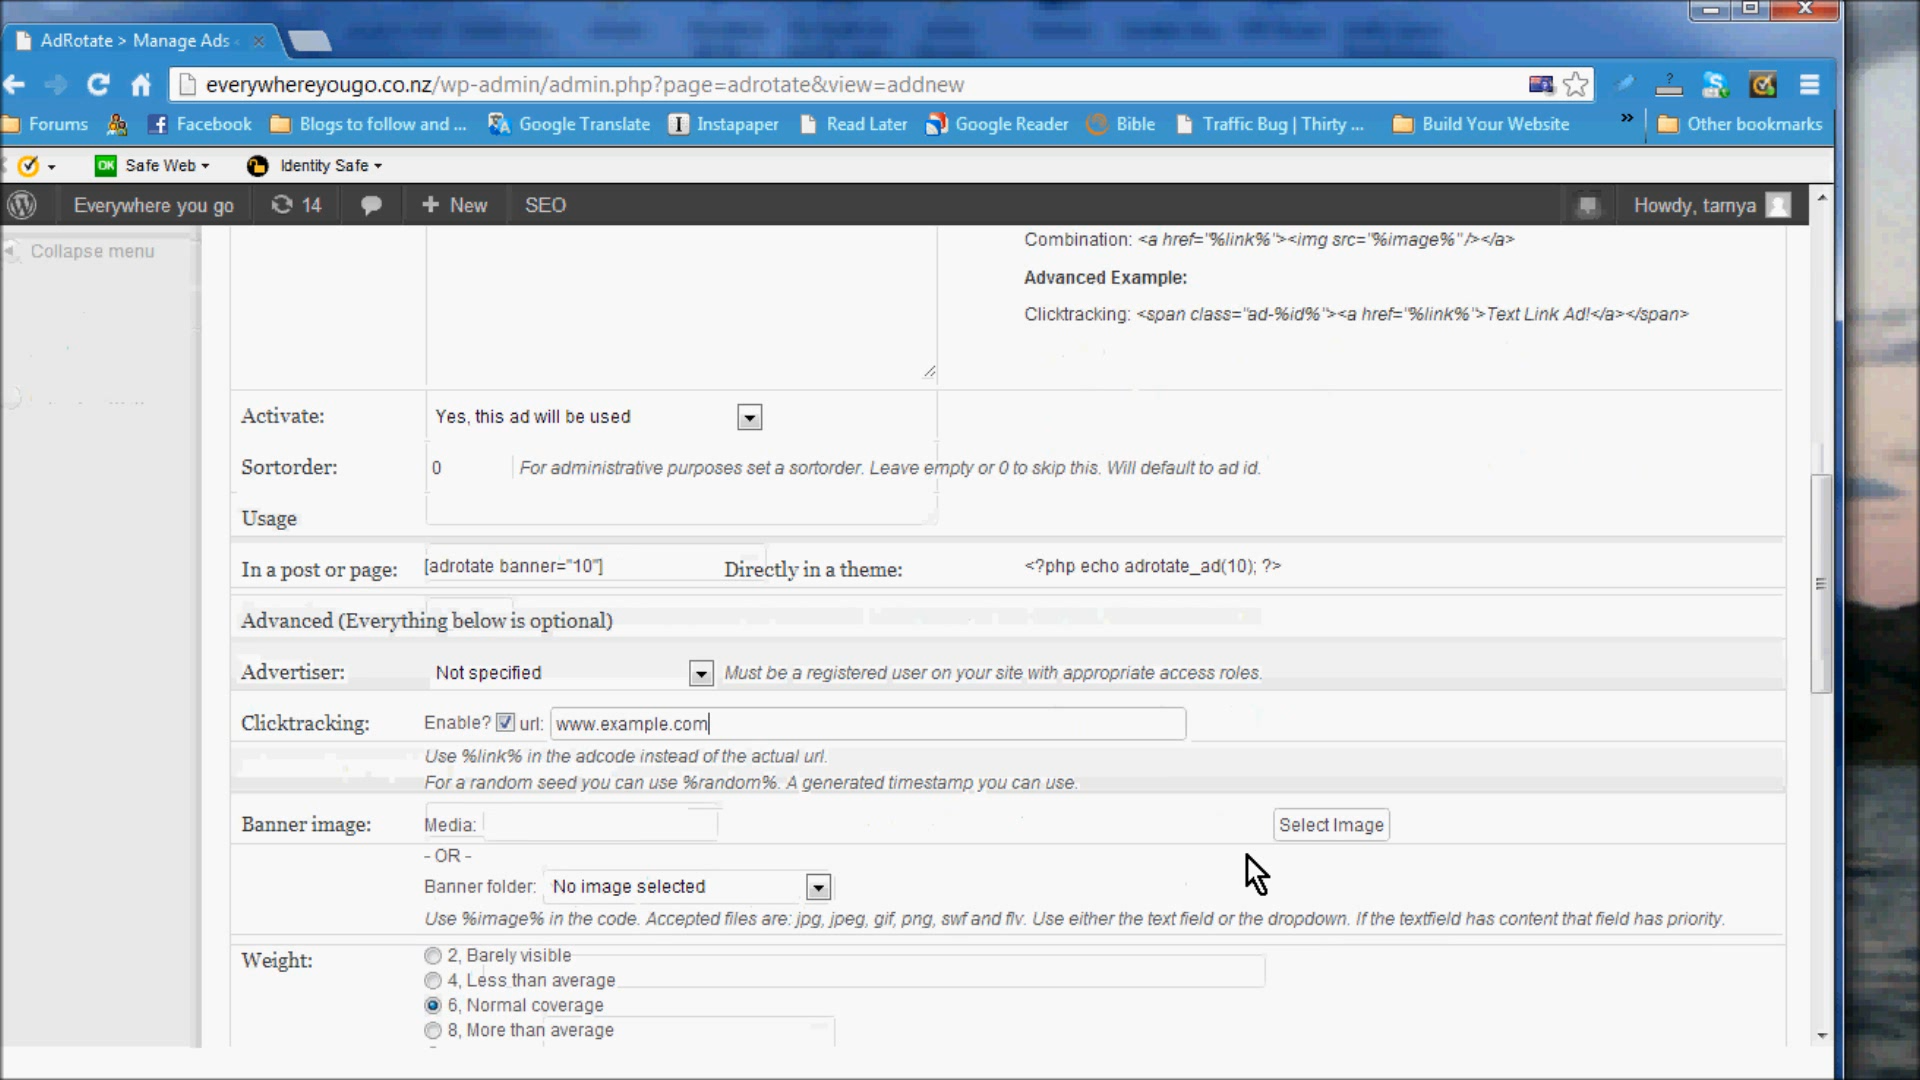 AdRotate > Manage Ads
everywhereyougo.co.nz/wp-admin/admin.php?page=adrotate&view=addnew
Forums Facebook Blogs to follow and ... Google Translate Instapaper Read Later Google Reader Bible Traffic Bug | Thirty ... Build Your Website » Other bookmarks
OK Safe Web Identity Safe
Everywhere you go 14 + New SEO Howdy, tarnya
Collapse menu
Combination: <a href="%link%"><img src="%image%" /></a>
Advanced Example:
Clicktracking: <span class="ad-%id%"><a href="%link%">Text Link Ad!</a></span>
Activate: Yes, this ad will be used
Sortorder: 0 For administrative purposes set a sortorder. Leave empty or 0 to skip this. Will default to ad id.
Usage
In a post or page: [adrotate banner="10"] Directly in a theme: <?php echo adrotate_ad(10); ?>
Advanced (Everything below is optional)
Advertiser: Not specified Must be a registered user on your site with appropriate access roles.
Clicktracking: Enable? url: www.example.com
Use %link% in the adcode instead of the actual url.
For a random seed you can use %random%. A generated timestamp you can use.
Banner image: Media: Select Image
- OR -
Banner folder: No image selected
Use %image% in the code. Accepted files are: jpg, jpeg, gif, png, swf and flv. Use either the text field or the dropdown. If the textfield has content that field has priority.
Weight: 2, Barely visible
4, Less than average
6, Normal coverage
8, More than average